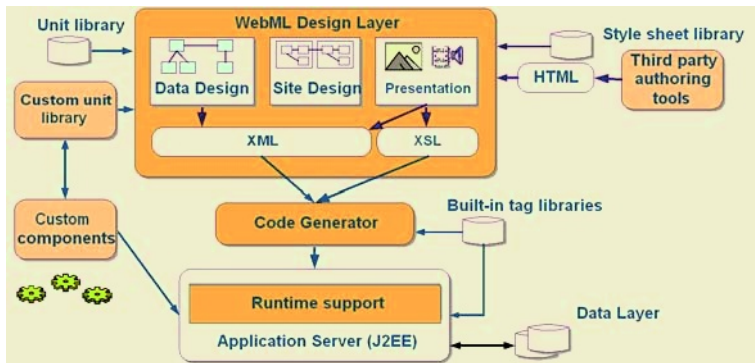 Unit library
WebML Design Layer
Style sheet library
Data Design
Site Design
Presentation
HTML
Third party
authoring
tools
Custom unit
library
XML
XSL
Custom
components
Code Generator
Built-in tag libraries
Runtime support
Application Server (J2EE)
Data Layer